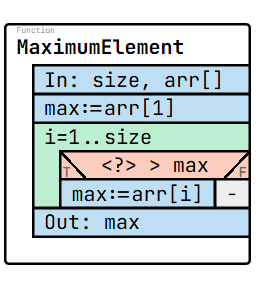 Function
MaximumElement
In: size, arr[]
max:=arr[1]
i=1..size
T <?> > max F
max:=arr[i] -
Out: max